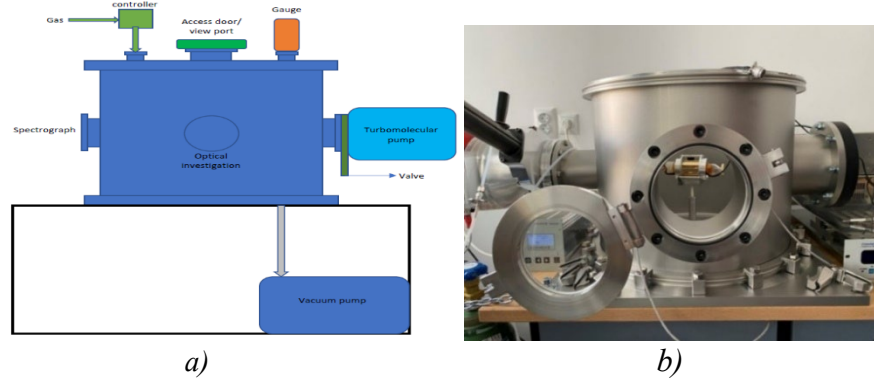 controller
Gas
Access door/
view port
Gauge
Spectrograph
Turbomolecular
pump
Optical
investigation
Valve
Vacuum pump
a)
b)